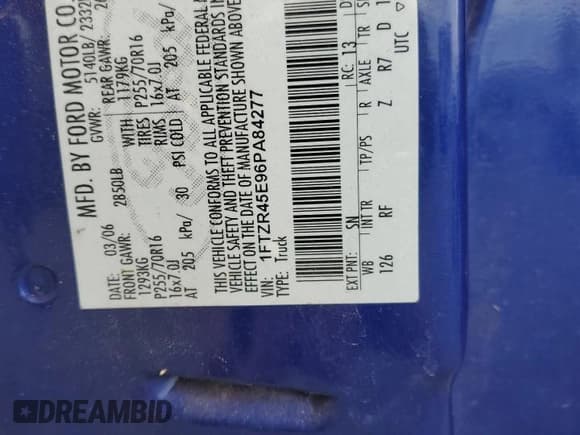 MFD. BY FORD MOTOR CO.
DATE: 03/06
GVWR: 5140LB/ 2332
FRONT GAWR: 2850LB
1293KG
P255/70R16
16x7.0J
AT 205 kPa/ 30 PSI COLD
REAR GAWR:
1179KG WITH
P255/70R16 TIRES
16x7.0J RIMS
AT 205 kPa/
THIS VEHICLE CONFORMS TO ALL APPLICABLE FEDERAL
VEHICLE SAFETY AND THEFT PREVENTION STANDARDS IN
EFFECT ON THE DATE OF MANUFACTURE SHOWN ABOVE
VIN: 1FTZR45E96PA84277
TYPE: Truck
EXT PNT: SN RC: 13
WB INT TR TP/PS R AXLE TR
126 RF Z R7 D
UTC
DREAMBID